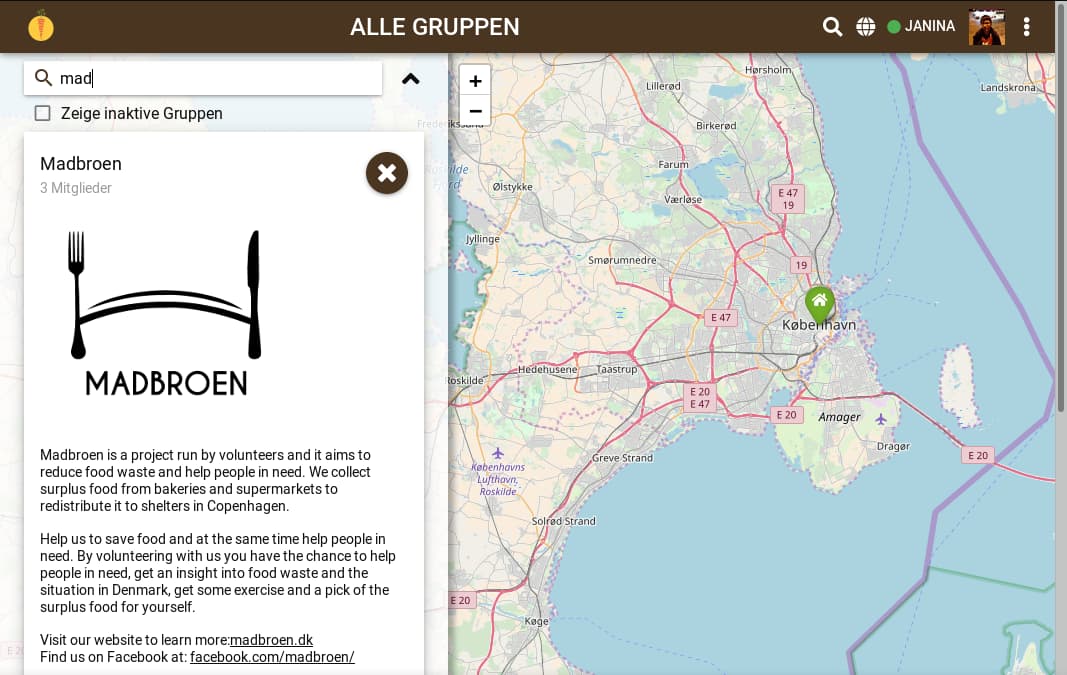 ALLE GRUPPEN
JANINA
mad
Zeige inaktive Gruppen
Madbroen
3 Mitglieder
MADBROEN
Madbroen is a project run by volunteers and it aims to
reduce food waste and help people in need. We collect
surplus food from bakeries and supermarkets to
redistribute it to shelters in Copenhagen.
Help us to save food and at the same time help people in
need. By volunteering with us you have the chance to help
people in need, get an insight into food waste and the
situation in Denmark, get some exercise and a pick of the
surplus food for yourself.
Visit our website to learn more:madbroen.dk
Find us on Facebook at: facebook.com/madbroen/
+
−
Hørsholm
Lillerød
Landskrona
Birkerød
Farum
Ølstykke
Værløse
E 47
19
Jyllinge
Smørumnedre
19
E 47
København
Hedehusene
Taastrup
Roskilde
E 20
E 47
E 20
Amager
Dragør
E 20
Greve Strand
Københavns
Lufthavn,
Roskilde
Solrød Strand
E 20
Køge